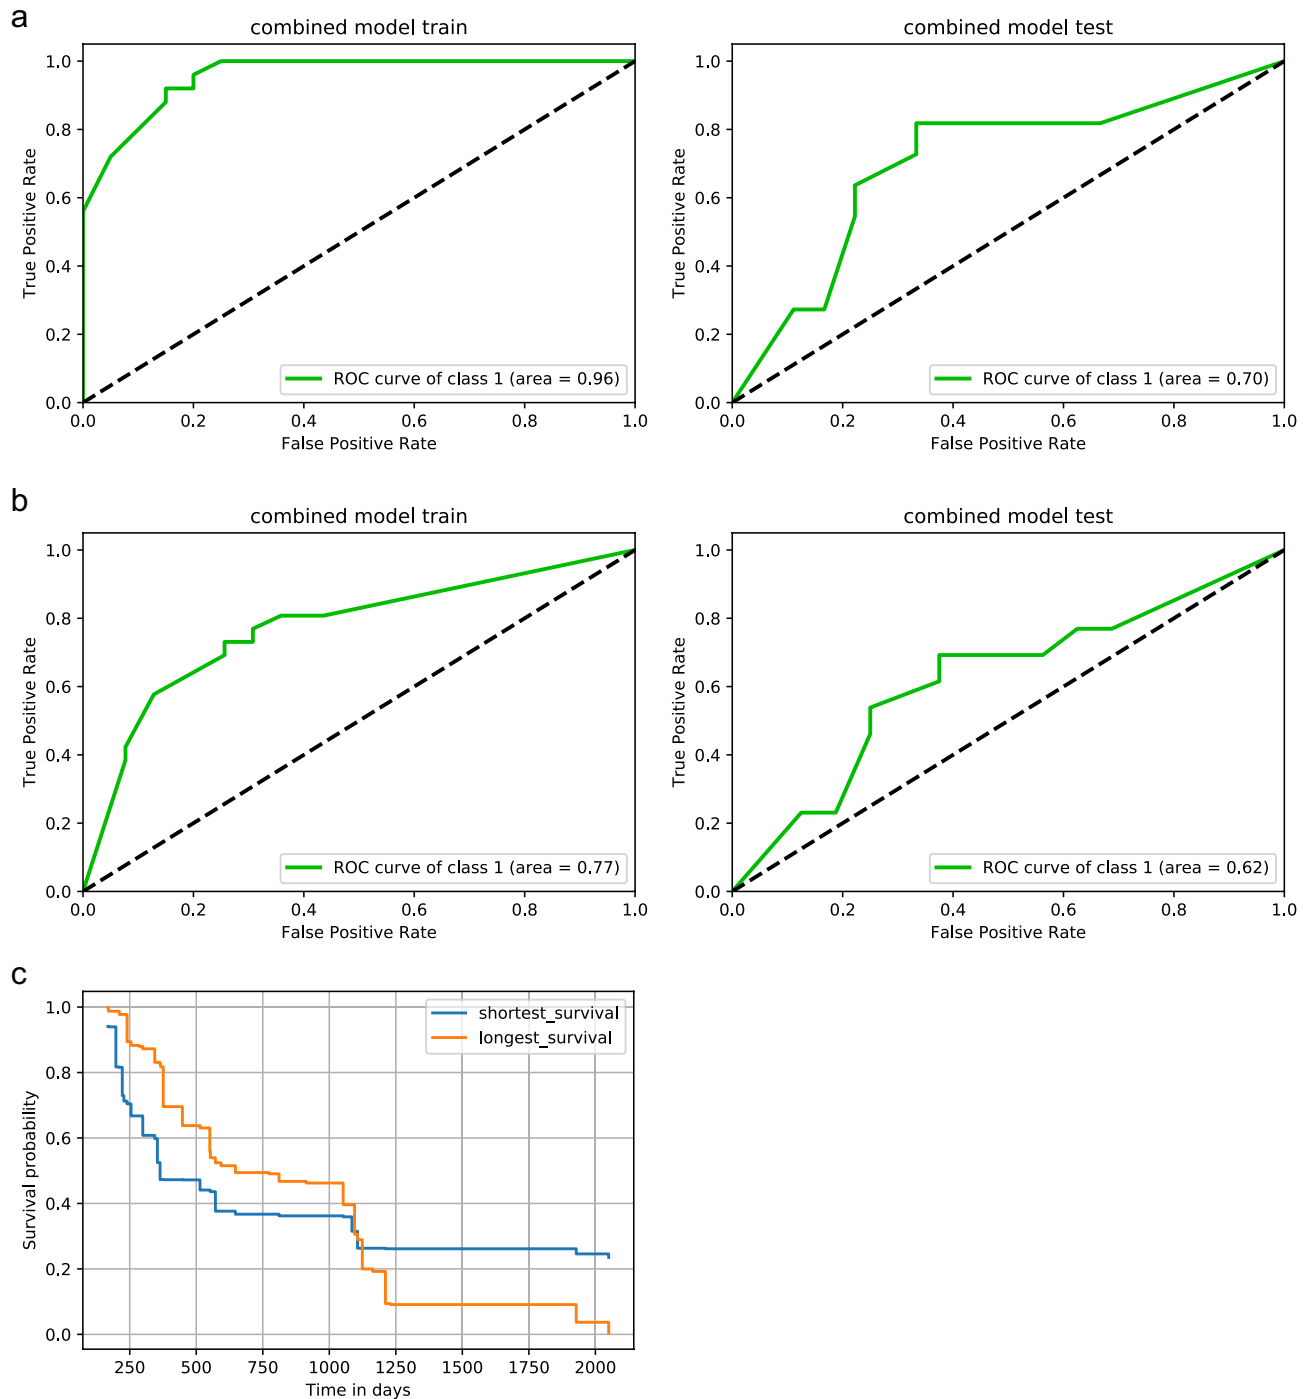 a
combined model train
True Positive Rate
1.0
0.8
0.6
0.4
0.2
0.0
ROC curve of class 1 (area = 0.96)
0.0 0.2 0.4 0.6 0.8 1.0
False Positive Rate
combined model test
True Positive Rate
1.0
0.8
0.6
0.4
0.2
0.0
ROC curve of class 1 (area = 0.70)
0.0 0.2 0.4 0.6 0.8 1.0
False Positive Rate
b
combined model train
True Positive Rate
1.0
0.8
0.6
0.4
0.2
0.0
ROC curve of class 1 (area = 0.77)
0.0 0.2 0.4 0.6 0.8 1.0
False Positive Rate
combined model test
True Positive Rate
1.0
0.8
0.6
0.4
0.2
0.0
ROC curve of class 1 (area = 0.62)
0.0 0.2 0.4 0.6 0.8 1.0
False Positive Rate
c
Survival probability
1.0
0.8
0.6
0.4
0.2
0.0
shortest_survival
longest_survival
250 500 750 1000 1250 1500 1750 2000
Time in days